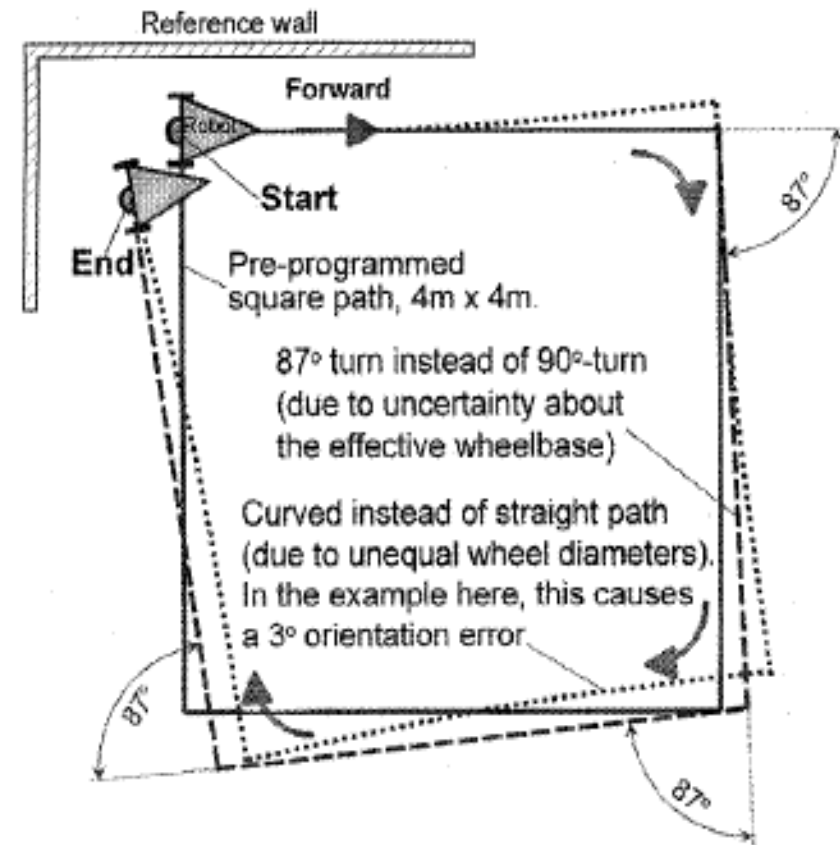 Reference wall
Forward
Robot
Start
End
87°
Pre-programmed
square path, 4m x 4m.
87° turn instead of 90°-turn
(due to uncertainty about
the effective wheelbase)
Curved instead of straight path
(due to unequal wheel diameters).
In the example here, this causes
a 3° orientation error
87°
87°